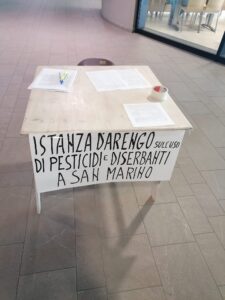 ISTANZA D'ARENGO SULL'USO
DI PESTICIDI E DISERBANTI
A SAN MARINO